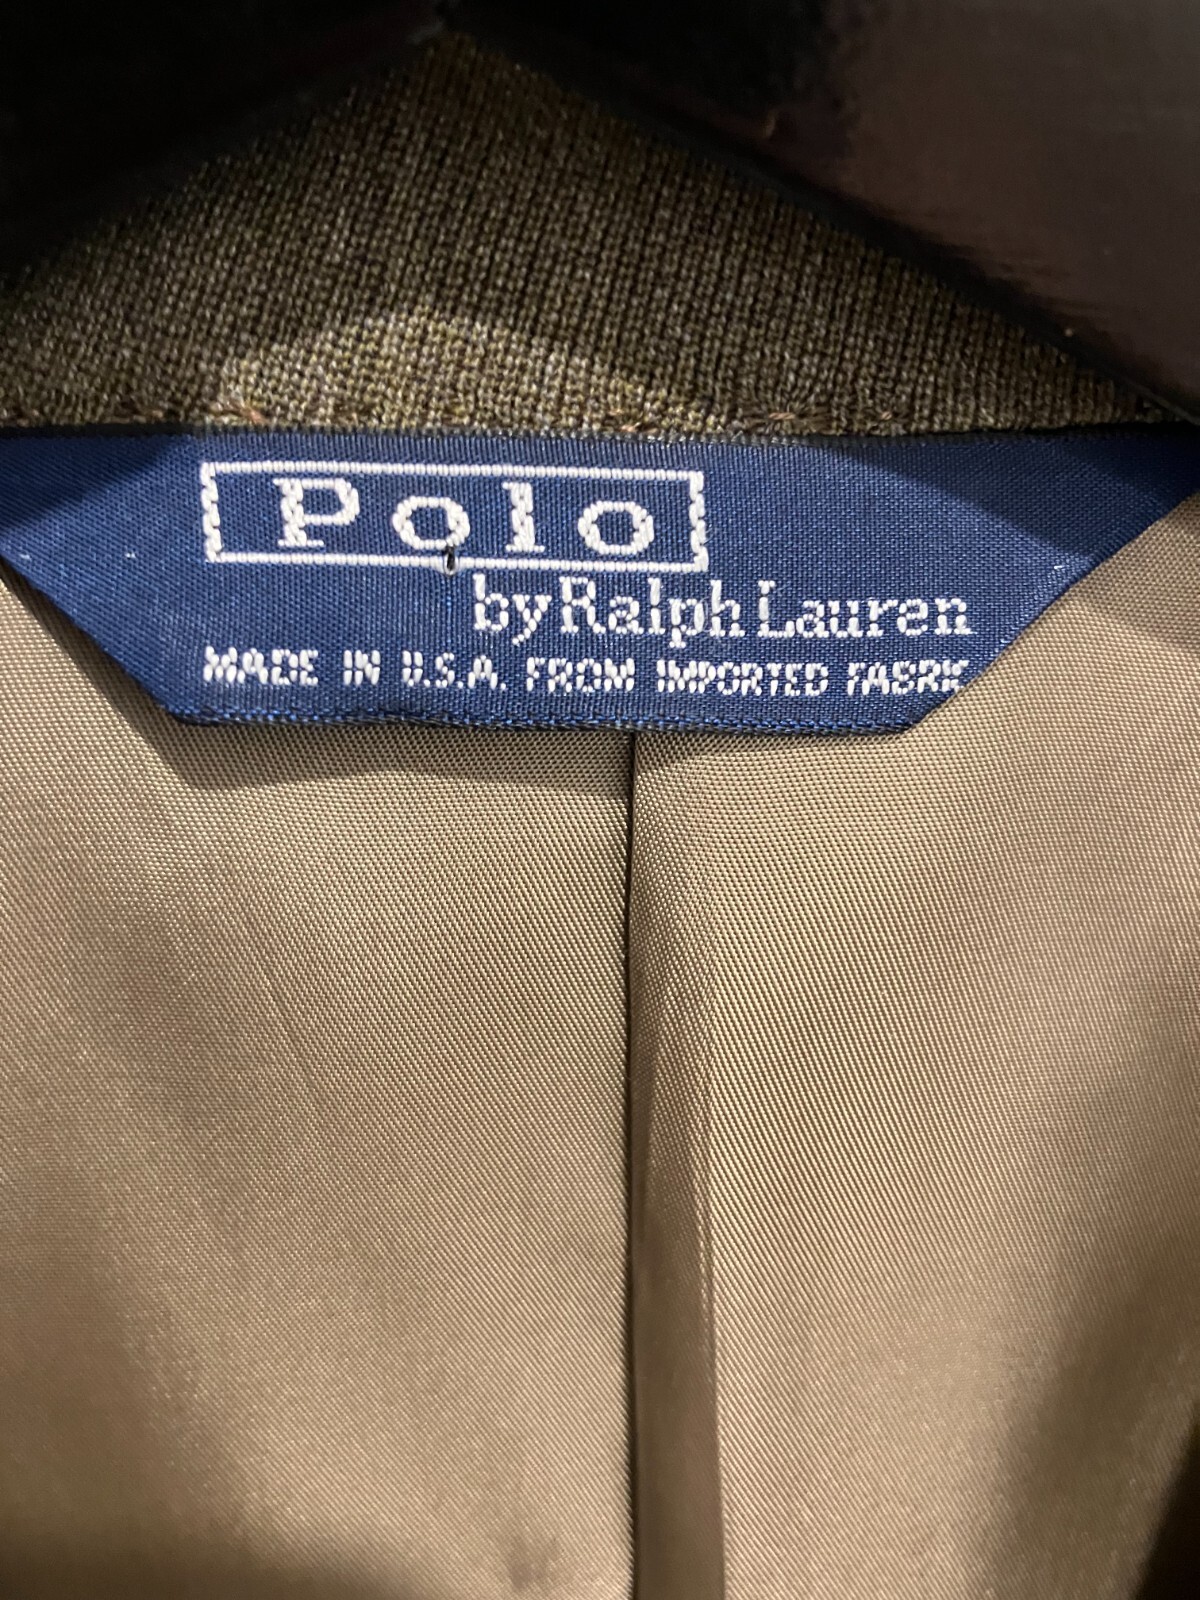 Polo
by Ralph Lauren
MADE IN U.S.A. FROM IMPORTED FABRIC